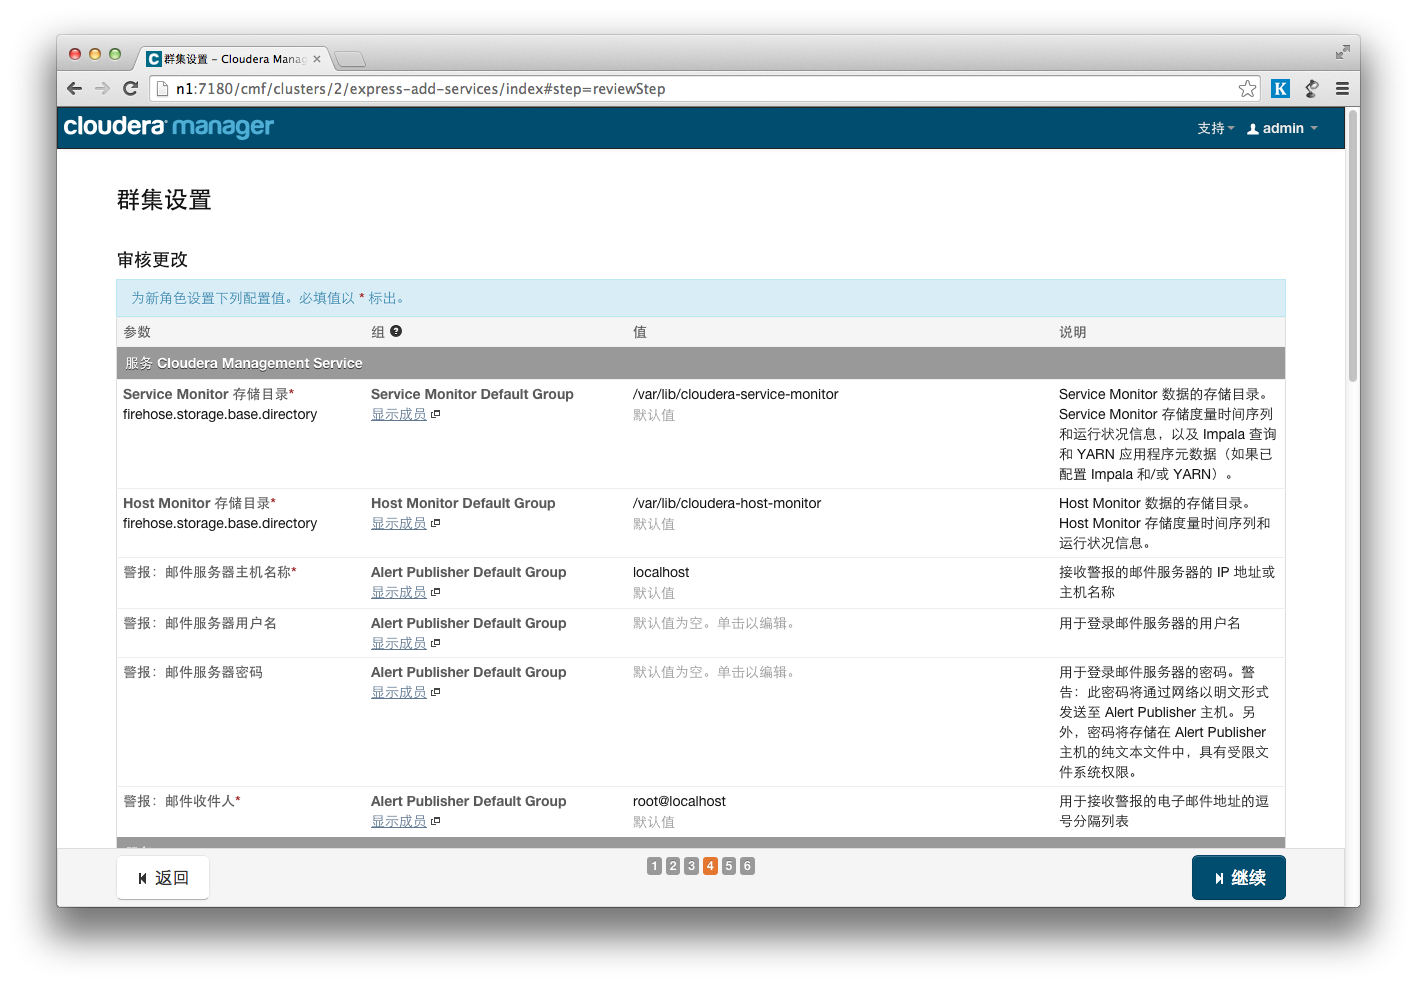 群集设置 – Cloudera Manag
n1:7180/cmf/clusters/2/express-add-services/index#step=reviewStep
K
cloudera manager
支持 admin
群集设置
审核更改
为新角色设置下列配置值。必填值以 * 标出。
参数 组 值 说明
服务 Cloudera Management Service
Service Monitor 存储目录*
firehose.storage.base.directory
Service Monitor Default Group
显示成员
/var/lib/cloudera-service-monitor
默认值
Service Monitor 数据的存储目录。
Service Monitor 存储度量时间序列
和运行状况信息，以及 Impala 查询
和 YARN 应用程序元数据（如果已
配置 Impala 和/或 YARN）。
Host Monitor 存储目录*
firehose.storage.base.directory
Host Monitor Default Group
显示成员
/var/lib/cloudera-host-monitor
默认值
Host Monitor 数据的存储目录。
Host Monitor 存储度量时间序列和
运行状况信息。
警报：邮件服务器主机名称*
Alert Publisher Default Group
显示成员
localhost
默认值
接收警报的邮件服务器的 IP 地址或
主机名称
警报：邮件服务器用户名
Alert Publisher Default Group
显示成员
默认值为空。单击以编辑。
用于登录邮件服务器的用户名
警报：邮件服务器密码
Alert Publisher Default Group
显示成员
默认值为空。单击以编辑。
用于登录邮件服务器的密码。警
告：此密码将通过网络以明文形式
发送至 Alert Publisher 主机。另
外，密码将存储在 Alert Publisher
主机的纯文本文件中，具有受限文
件系统权限。
警报：邮件收件人*
Alert Publisher Default Group
显示成员
root@localhost
默认值
用于接收警报的电子邮件地址的逗
号分隔列表
返回
1 2 3 4 5 6
继续